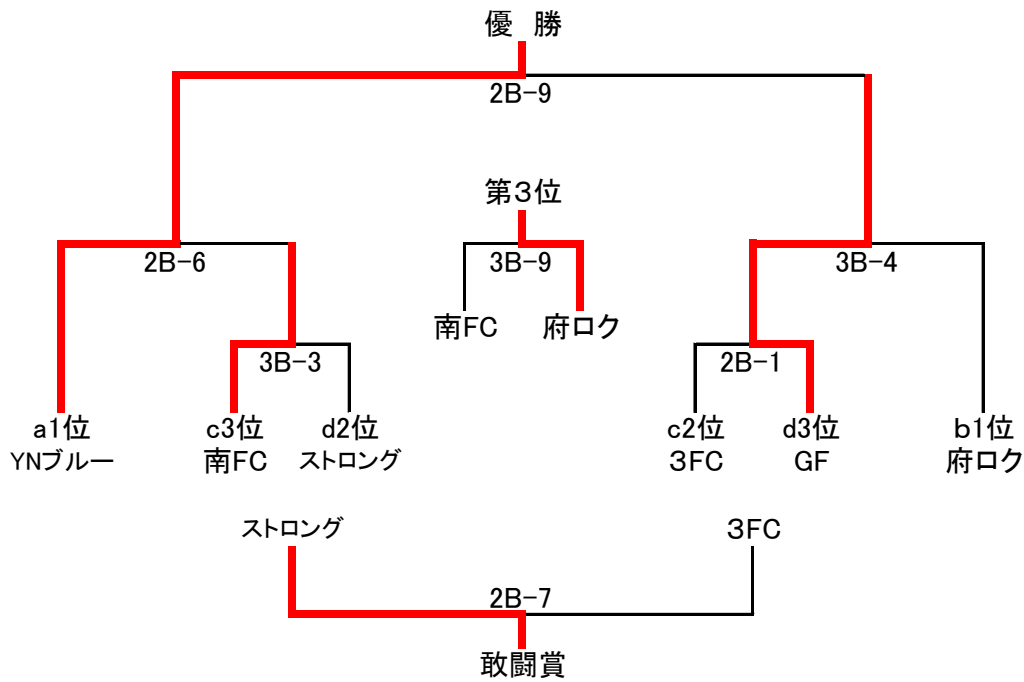 優 勝
2B-9
第3位
2B-6
3B-9
3B-4
南FC
府ロク
3B-3
2B-1
a1位
c3位
d2位
c2位
d3位
b1位
YNブルー
南FC
ストロング
3FC
GF
府ロク
ストロング
3FC
2B-7
敢闘賞